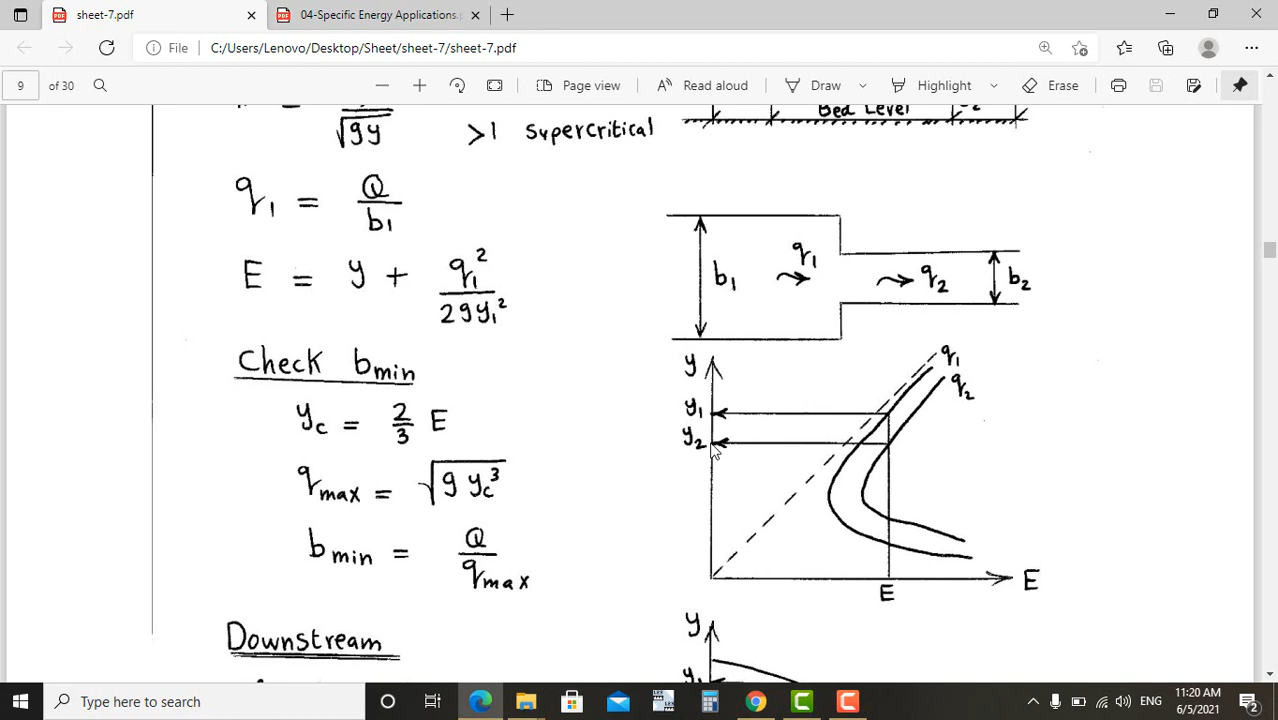 sheet-7.pdf
04-Specific Energy Applications.
File C:/Users/Lenovo/Desktop/Sheet/sheet-7/sheet-7.pdf
9 of 30 Page view Read aloud Draw Highlight Erase
√gy >1 supercritical
q1 = Q/b1
E = y + q1²/2gy1²
Check bmin
yc = 2/3 E
qmax = √g yc³
bmin = Q/qmax
Downstream
Bed Level
b1 q1 q2 b2
y q1
q2
y1
y2
E E
y
y1
Type here to search
ENG 11:20 AM
6/5/2021
2